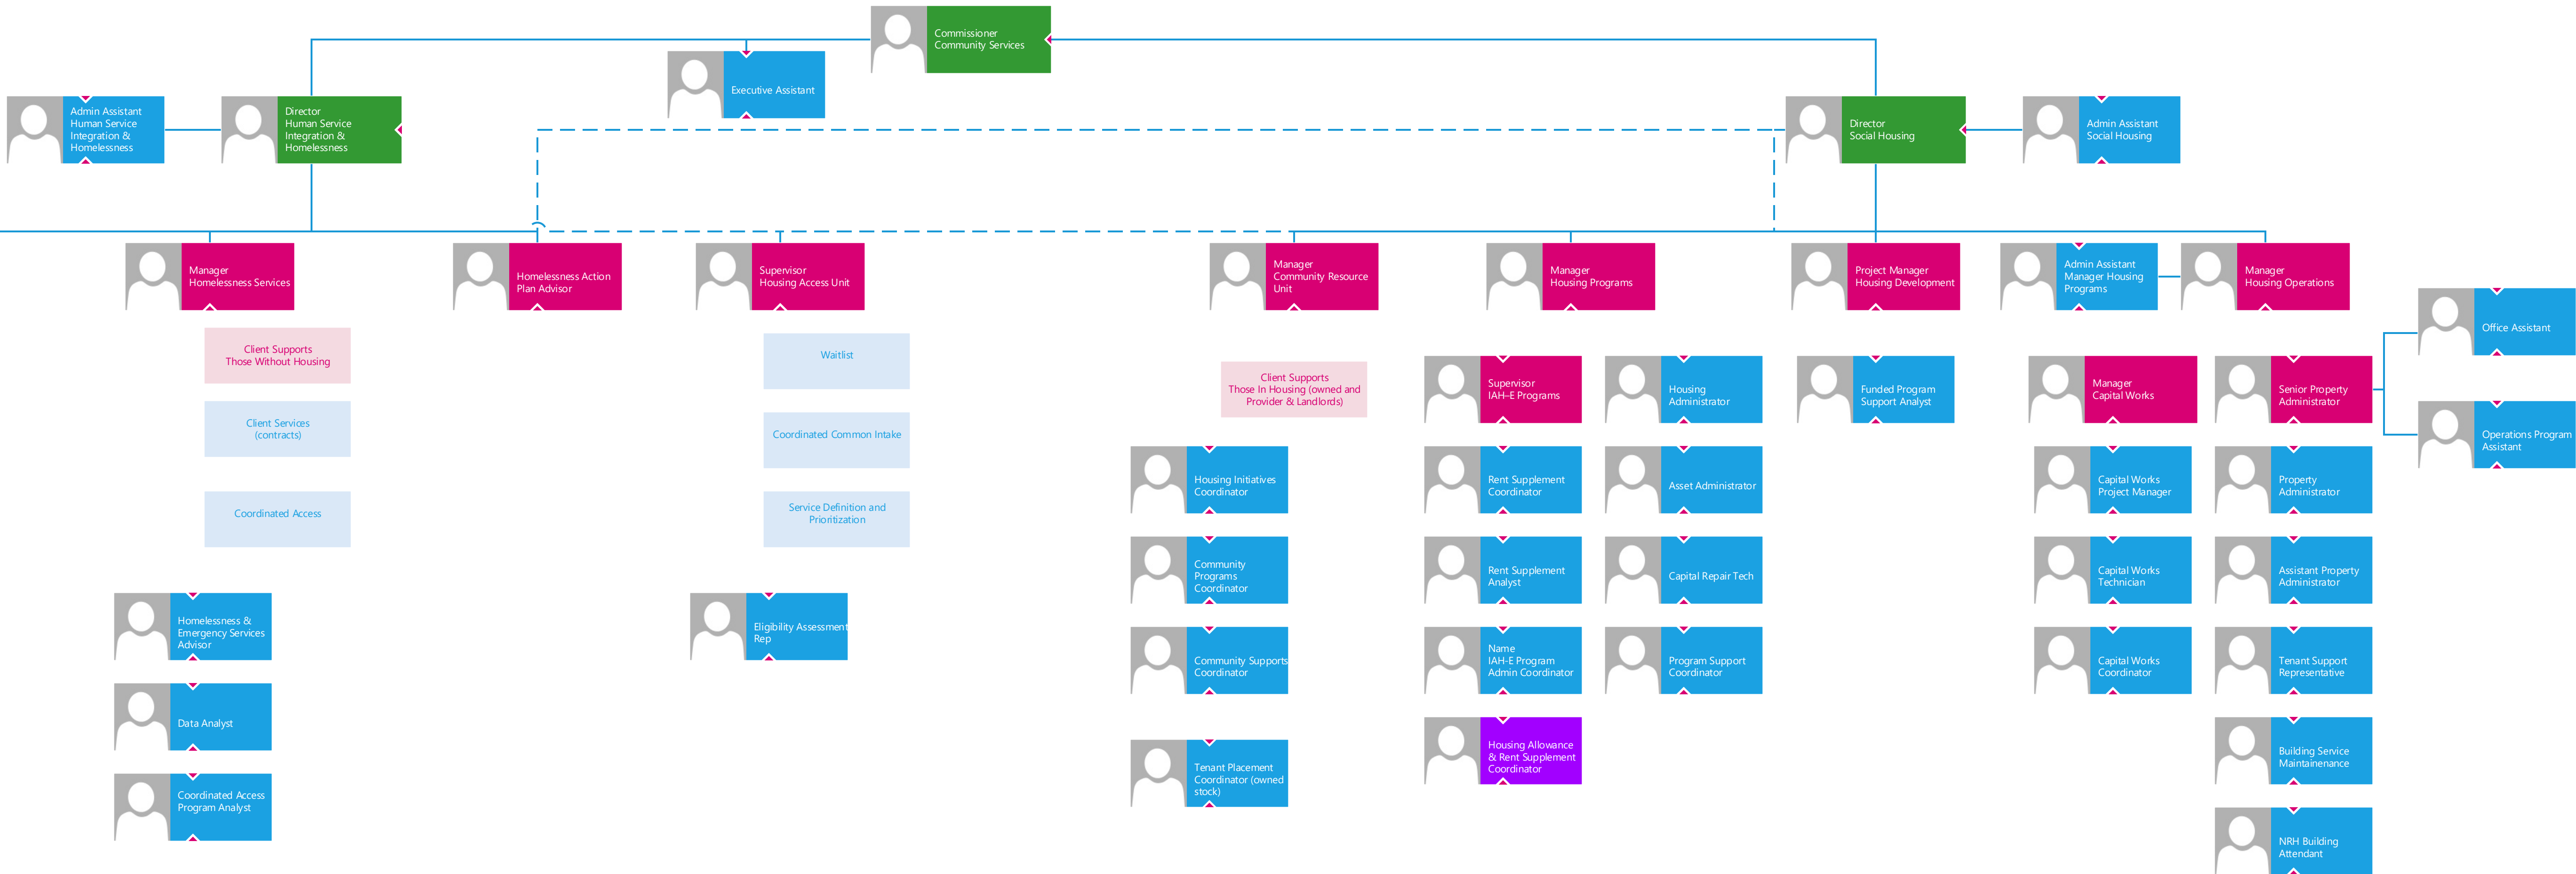 Commissioner
Community Services
Executive Assistant
Admin Assistant
Human Service
Integration &
Homelessness
Director
Human Service
Integration &
Homelessness
Director
Social Housing
Admin Assistant
Social Housing
Manager
Homelessness Services
Homelessness Action
Plan Advisor
Supervisor
Housing Access Unit
Manager
Community Resource
Unit
Manager
Housing Programs
Project Manager
Housing Development
Admin Assistant
Manager Housing
Programs
Manager
Housing Operations
Office Assistant
Operations Program
Assistant
Client Supports
Those Without Housing
Client Services
(contracts)
Coordinated Access
Homelessness &
Emergency Services
Advisor
Data Analyst
Coordinated Access
Program Analyst
Waitlist
Coordinated Common Intake
Service Definition and
Prioritization
Eligibility Assessment
Rep
Client Supports
Those In Housing (owned and
Provider & Landlords)
Housing Initiatives
Coordinator
Community
Programs
Coordinator
Community Supports
Coordinator
Tenant Placement
Coordinator (owned
stock)
Supervisor
IAH–E Programs
Rent Supplement
Coordinator
Rent Supplement
Analyst
Name
IAH-E Program
Admin Coordinator
Housing Allowance
& Rent Supplement
Coordinator
Housing
Administrator
Asset Administrator
Capital Repair Tech
Program Support
Coordinator
Funded Program
Support Analyst
Manager
Capital Works
Capital Works
Project Manager
Capital Works
Technician
Capital Works
Coordinator
Senior Property
Administrator
Property
Administrator
Assistant Property
Administrator
Tenant Support
Representative
Building Service
Maintainenance
NRH Building
Attendant